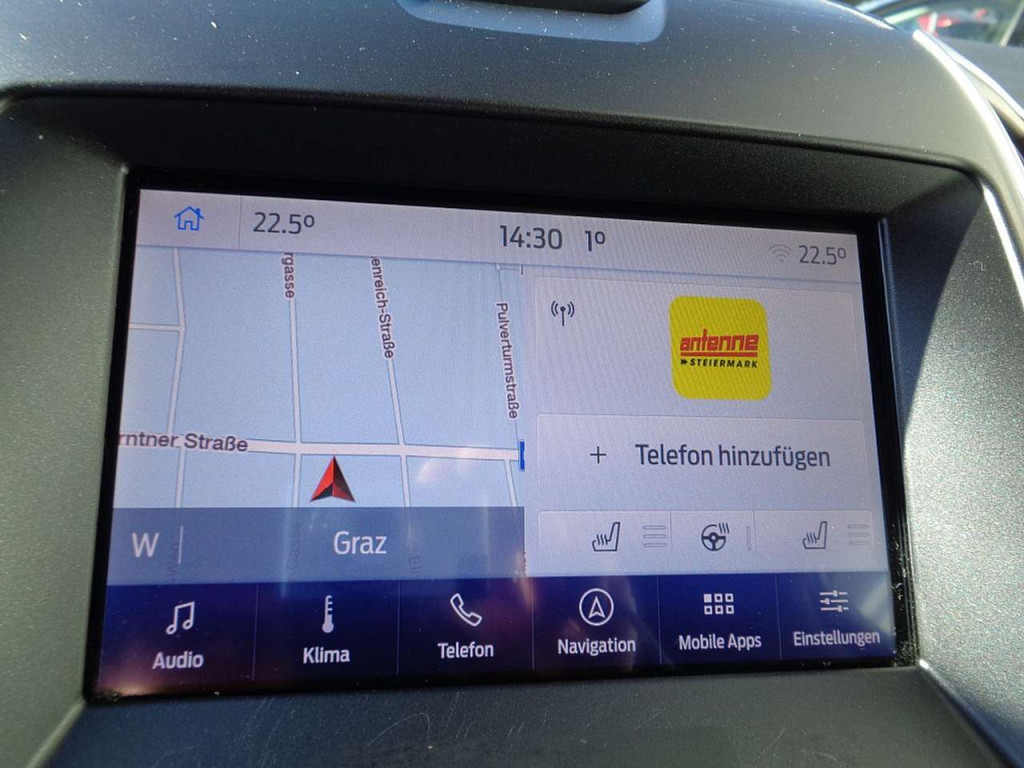 22.5°
14:30 1°
22.5°
rgasse
enreich-Straße
Pulverturmstraße
rntner Straße
antenne
STEIERMARK
+ Telefon hinzufügen
W
Graz
Audio
Klima
Telefon
Navigation
Mobile Apps
Einstellungen